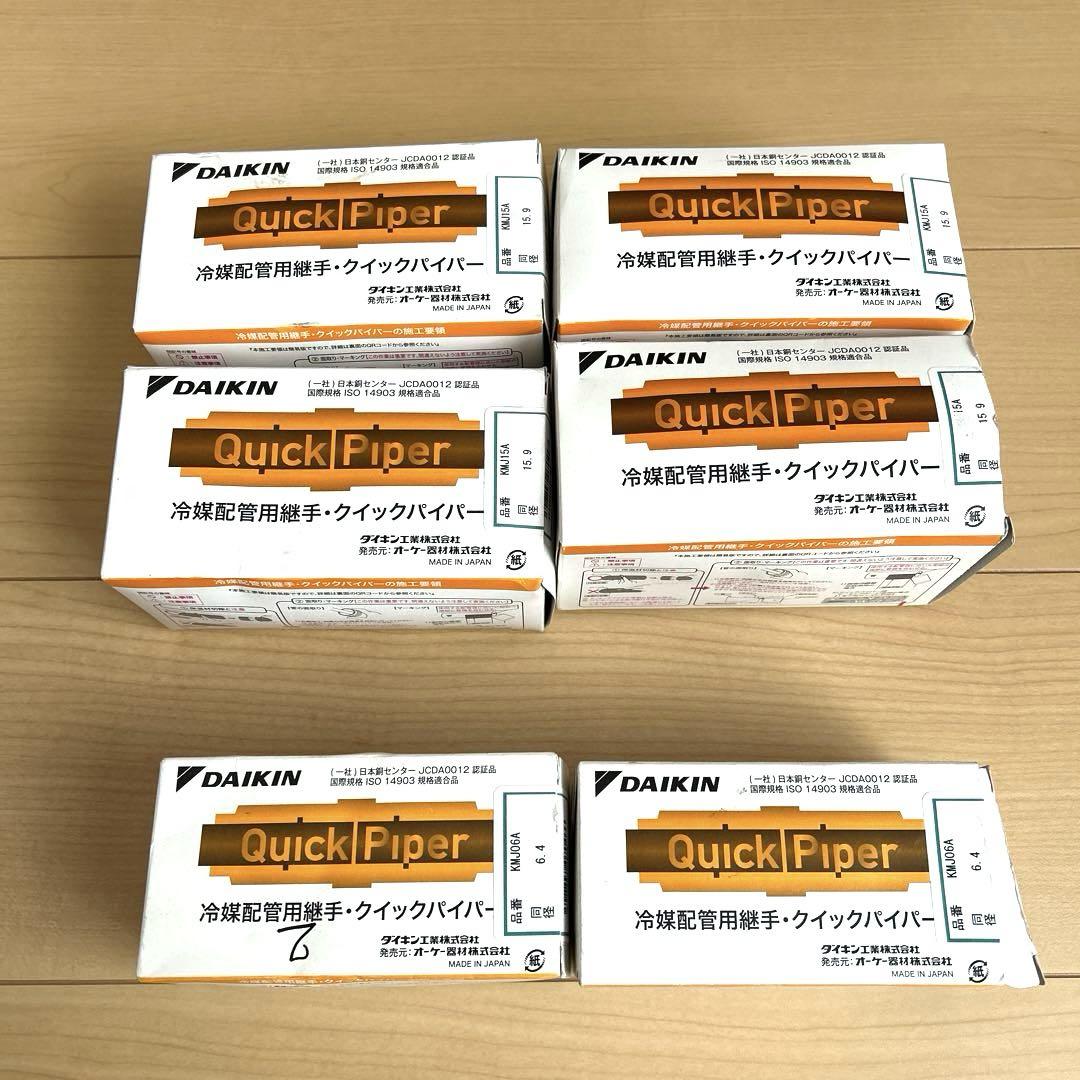 DAIKIN
(一社)日本銅センター JCDA0012 認証品
国際規格 ISO 14903 規格適合品
Quick Piper
冷媒配管用継手・クイックパイパー
ダイキン工業株式会社
発売元:オーケー器材株式会社
MADE IN JAPAN
紙
品番 KMJ15A
同径 15.9
冷媒配管用継手・クイックパイパーの施工要領
DAIKIN
(一社)日本銅センター JCDA0012 認証品
国際規格 ISO 14903 規格適合品
Quick Piper
冷媒配管用継手・クイックパイパー
ダイキン工業株式会社
発売元:オーケー器材株式会社
MADE IN JAPAN
紙
品番 KMJ15A
同径 15.9
冷媒配管用継手・クイックパイパーの施工要領
DAIKIN
(一社)日本銅センター JCDA0012 認証品
国際規格 ISO 14903 規格適合品
Quick Piper
冷媒配管用継手・クイックパイパー
ダイキン工業株式会社
発売元:オーケー器材株式会社
MADE IN JAPAN
紙
品番 KMJ15A
同径 15.9
冷媒配管用継手・クイックパイパーの施工要領
DAIKIN
(一社)日本銅センター JCDA0012 認証品
国際規格 ISO 14903 規格適合品
Quick Piper
冷媒配管用継手・クイックパイパー
ダイキン工業株式会社
発売元:オーケー器材株式会社
MADE IN JAPAN
紙
品番 15A
同径 15.9
冷媒配管用継手・クイックパイパーの施工要領
DAIKIN
(一社)日本銅センター JCDA0012 認証品
国際規格 ISO 14903 規格適合品
Quick Piper
冷媒配管用継手・クイックパイパー
ダイキン工業株式会社
発売元:オーケー器材株式会社
MADE IN JAPAN
紙
品番 KMJ06A
同径 6.4
DAIKIN
(一社)日本銅センター JCDA0012 認証品
国際規格 ISO 14903 規格適合品
Quick Piper
冷媒配管用継手・クイックパイパー
ダイキン工業株式会社
発売元:オーケー器材株式会社
MADE IN JAPAN
紙
品番 KMJ06A
同径 6.4